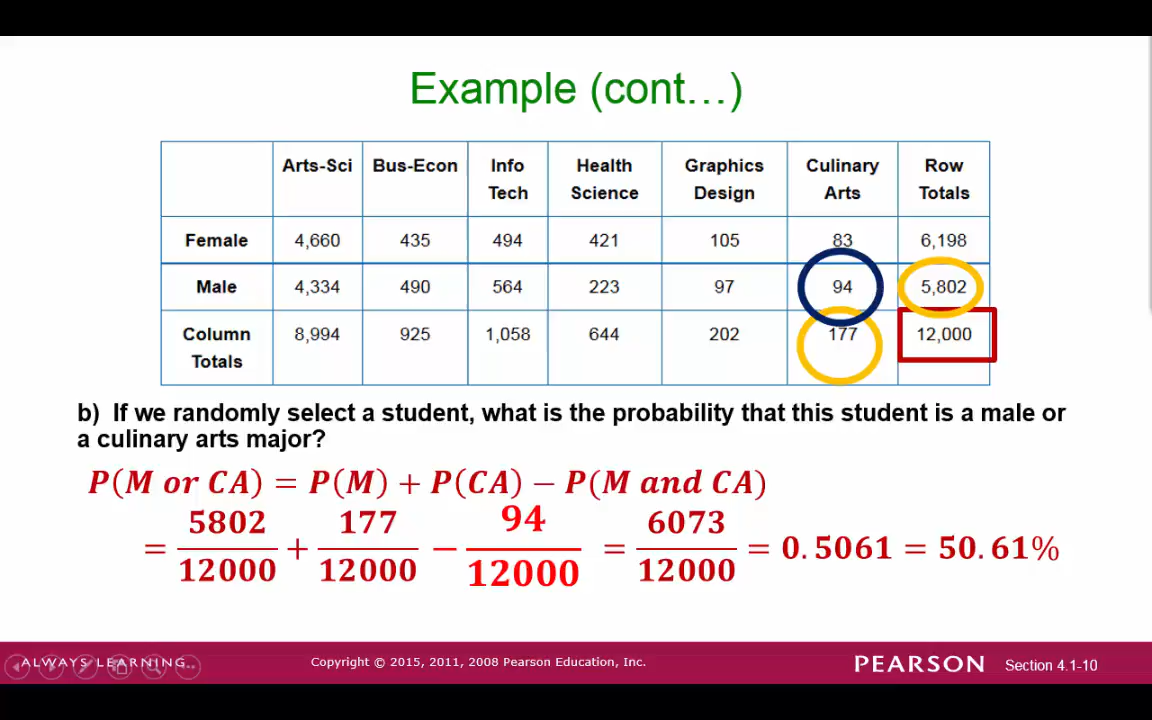 Example (cont…)
Arts-Sci Bus-Econ Info Tech Health Science Graphics Design Culinary Arts Row Totals
Female 4,660 435 494 421 105 83 6,198
Male 4,334 490 564 223 97 94 5,802
Column Totals 8,994 925 1,058 644 202 177 12,000
b) If we randomly select a student, what is the probability that this student is a male or
a culinary arts major?
P(M or CA) = P(M) + P(CA) − P(M and CA)
= 5802/12000 + 177/12000 − 94/12000 = 6073/12000 = 0.5061 = 50.61%
ALWAYS LEARNING Copyright © 2015, 2011, 2008 Pearson Education, Inc. PEARSON Section 4.1-10